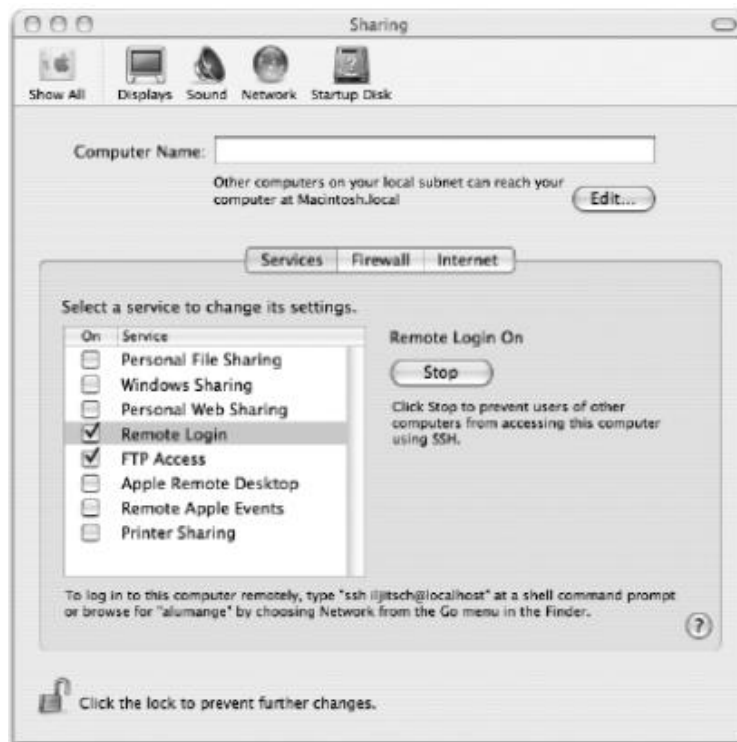 Sharing
Show All Displays Sound Network Startup Disk
Computer Name:
Other computers on your local subnet can reach your
computer at Macintosh.local
Edit...
Services Firewall Internet
Select a service to change its settings.
On Service
Personal File Sharing
Windows Sharing
Personal Web Sharing
Remote Login
FTP Access
Apple Remote Desktop
Remote Apple Events
Printer Sharing
Remote Login On
Stop
Click Stop to prevent users of other
computers from accessing this computer
using SSH.
To log in to this computer remotely, type "ssh iljitsch@localhost" at a shell command prompt
or browse for "alumange" by choosing Network from the Go menu in the Finder.
?
Click the lock to prevent further changes.